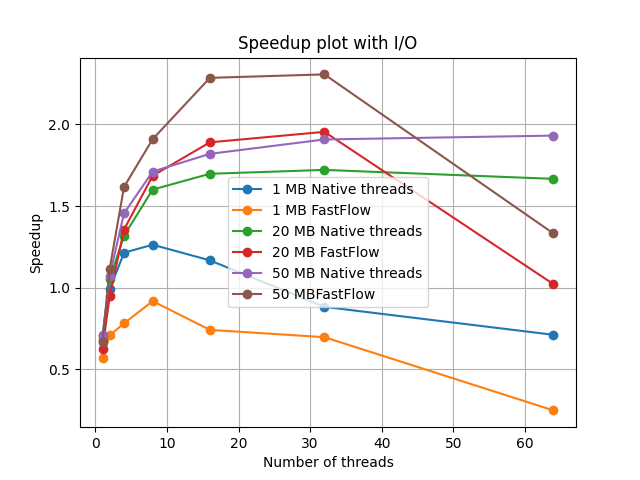 Speedup plot with I/O
Speedup
2.0
1.5
1.0
0.5
1 MB Native threads
1 MB FastFlow
20 MB Native threads
20 MB FastFlow
50 MB Native threads
50 MBFastFlow
0 10 20 30 40 50 60
Number of threads